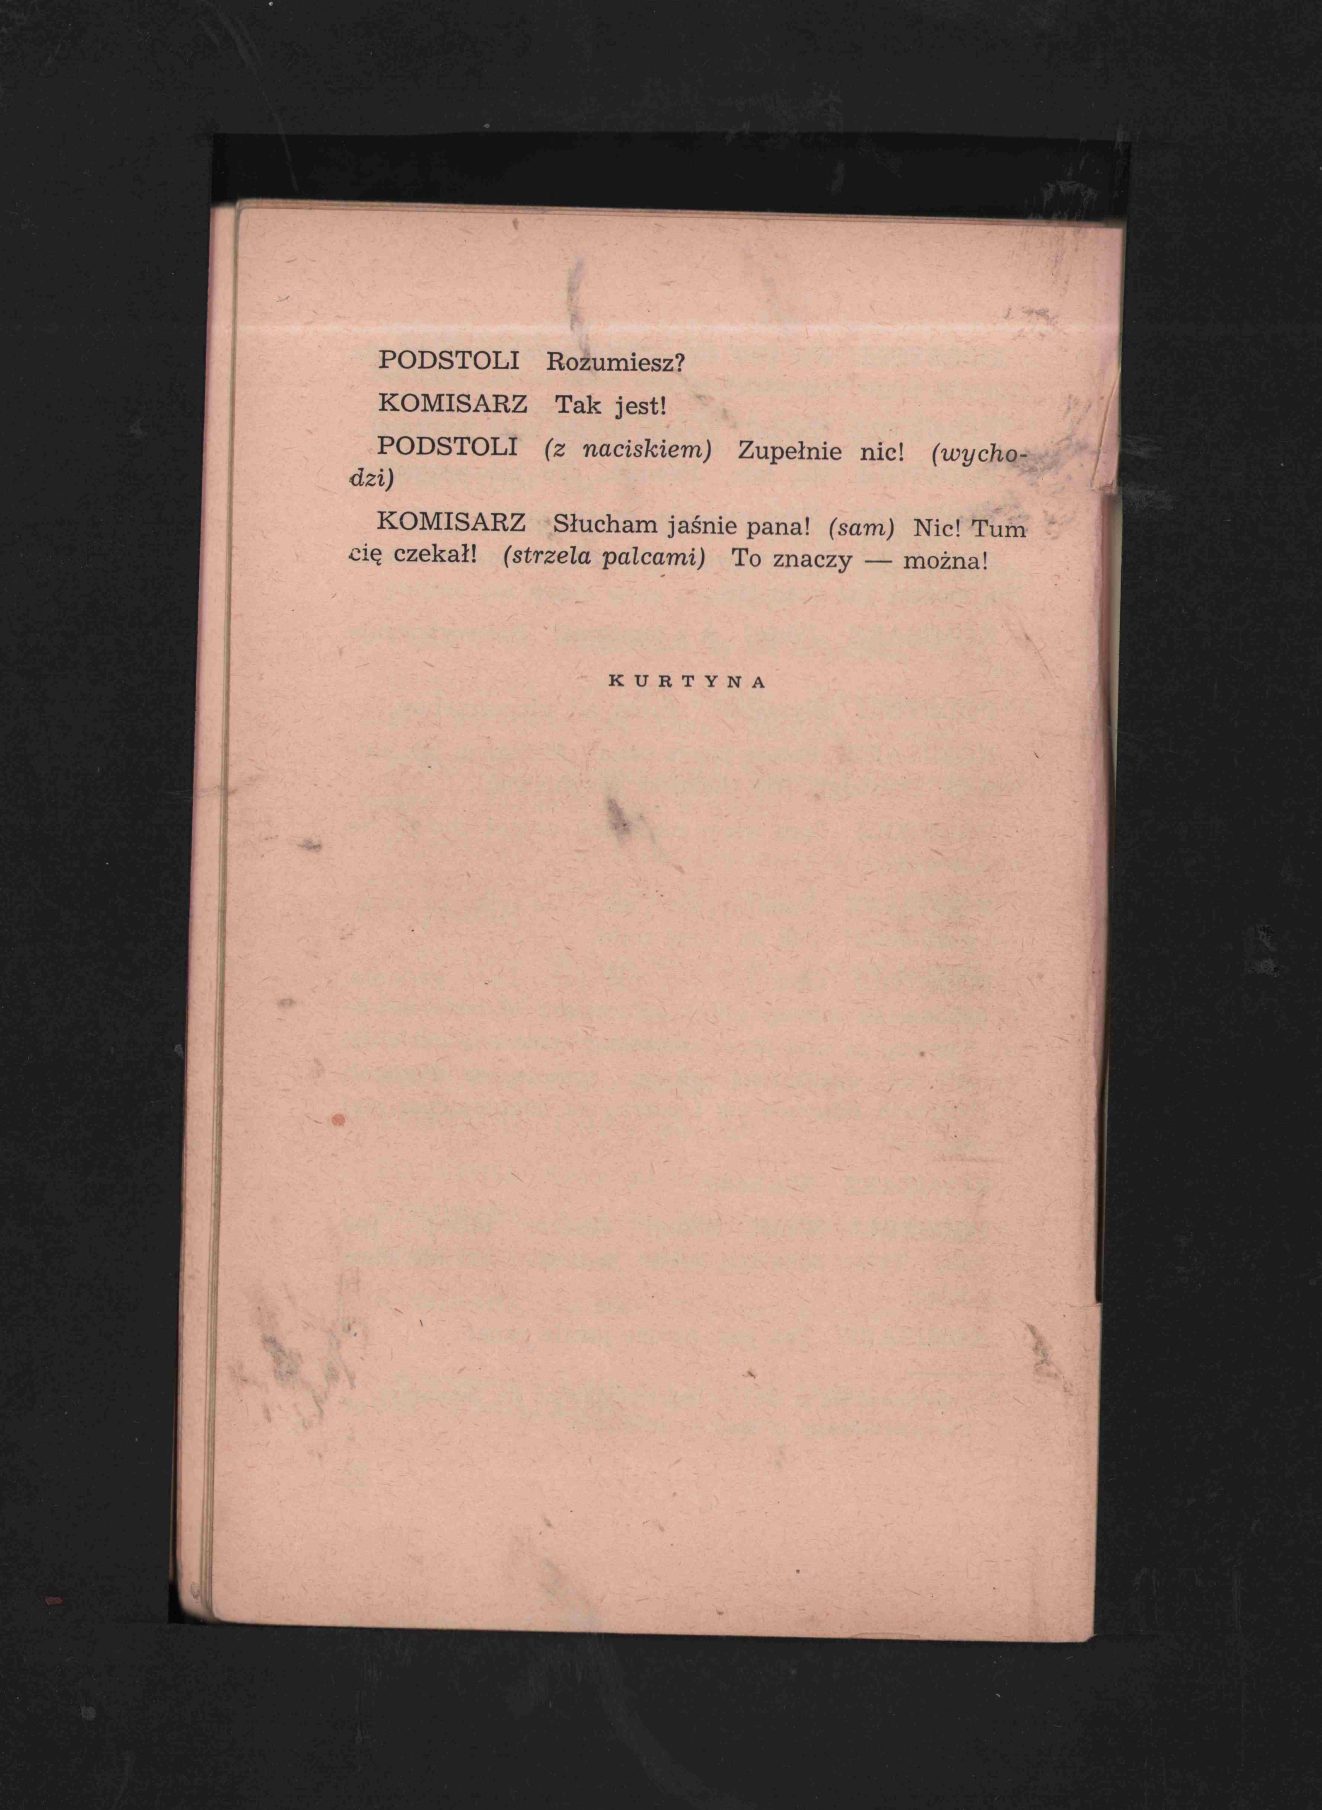 PODSTOLI Rozumiesz?
KOMISARZ Tak jest!
PODSTOLI (z naciskiem) Zupełnie nic! (wycho-
dzi)
KOMISARZ Słucham jaśnie pana! (sam) Nic! Tum
cię czekał! (strzela palcami) To znaczy — można!
KURTYNA